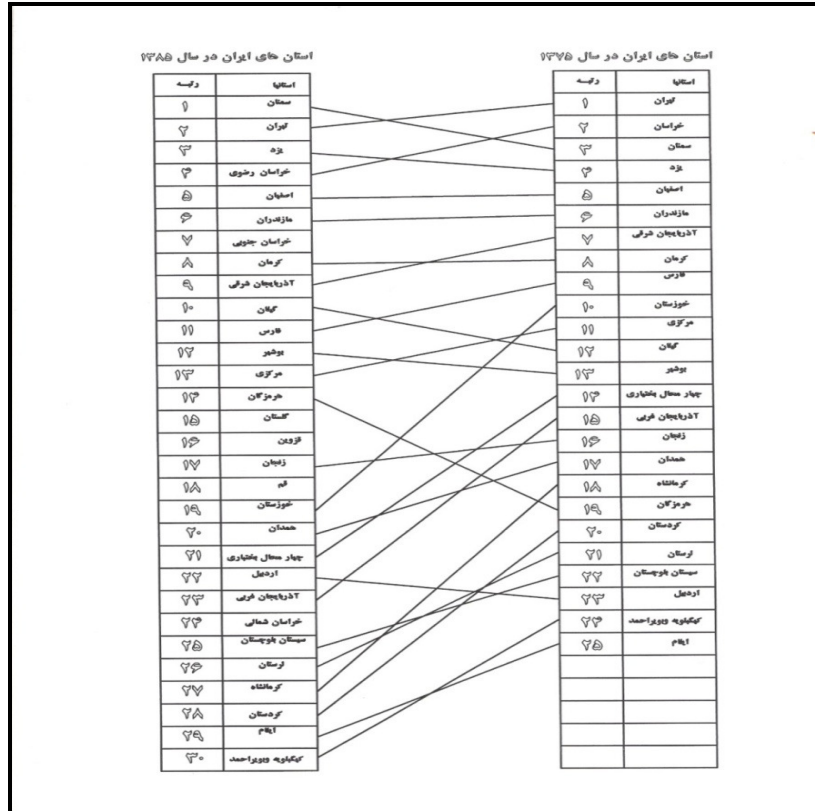 استان های ایران در سال ۱۳۷۵
استانها رتبه
تهران ۱
خراسان ۲
سمنان ۳
یزد ۴
اصفهان ۵
مازندران ۶
آذربایجان شرقی ۷
کرمان ۸
فارس ۹
خوزستان ۱۰
مرکزی ۱۱
گیلان ۱۲
بوشهر ۱۳
چهار محال بختیاری ۱۴
آذربایجان غربی ۱۵
زنجان ۱۶
همدان ۱۷
کرمانشاه ۱۸
هرمزگان ۱۹
کردستان ۲۰
لرستان ۲۱
سیستان بلوچستان ۲۲
اردبیل ۲۳
کهکیلویه وبویراحمد ۲۴
ایلام ۲۵
استان های ایران در سال ۱۳۸۵
استانها رتبه
سمنان ۱
تهران ۲
یزد ۳
خراسان رضوی ۴
اصفهان ۵
مازندران ۶
خراسان جنوبی ۷
کرمان ۸
آذربایجان شرقی ۹
گیلان ۱۰
فارس ۱۱
بوشهر ۱۲
مرکزی ۱۳
هرمزگان ۱۴
گلستان ۱۵
قزوین ۱۶
زنجان ۱۷
قم ۱۸
خوزستان ۱۹
همدان ۲۰
چهار محال بختیاری ۲۱
اردبیل ۲۲
آذربایجان غربی ۲۳
خراسان شمالی ۲۴
سیستان بلوچستان ۲۵
لرستان ۲۶
کرمانشاه ۲۷
کردستان ۲۸
ایلام ۲۹
کهکیلویه وبویراحمد ۳۰